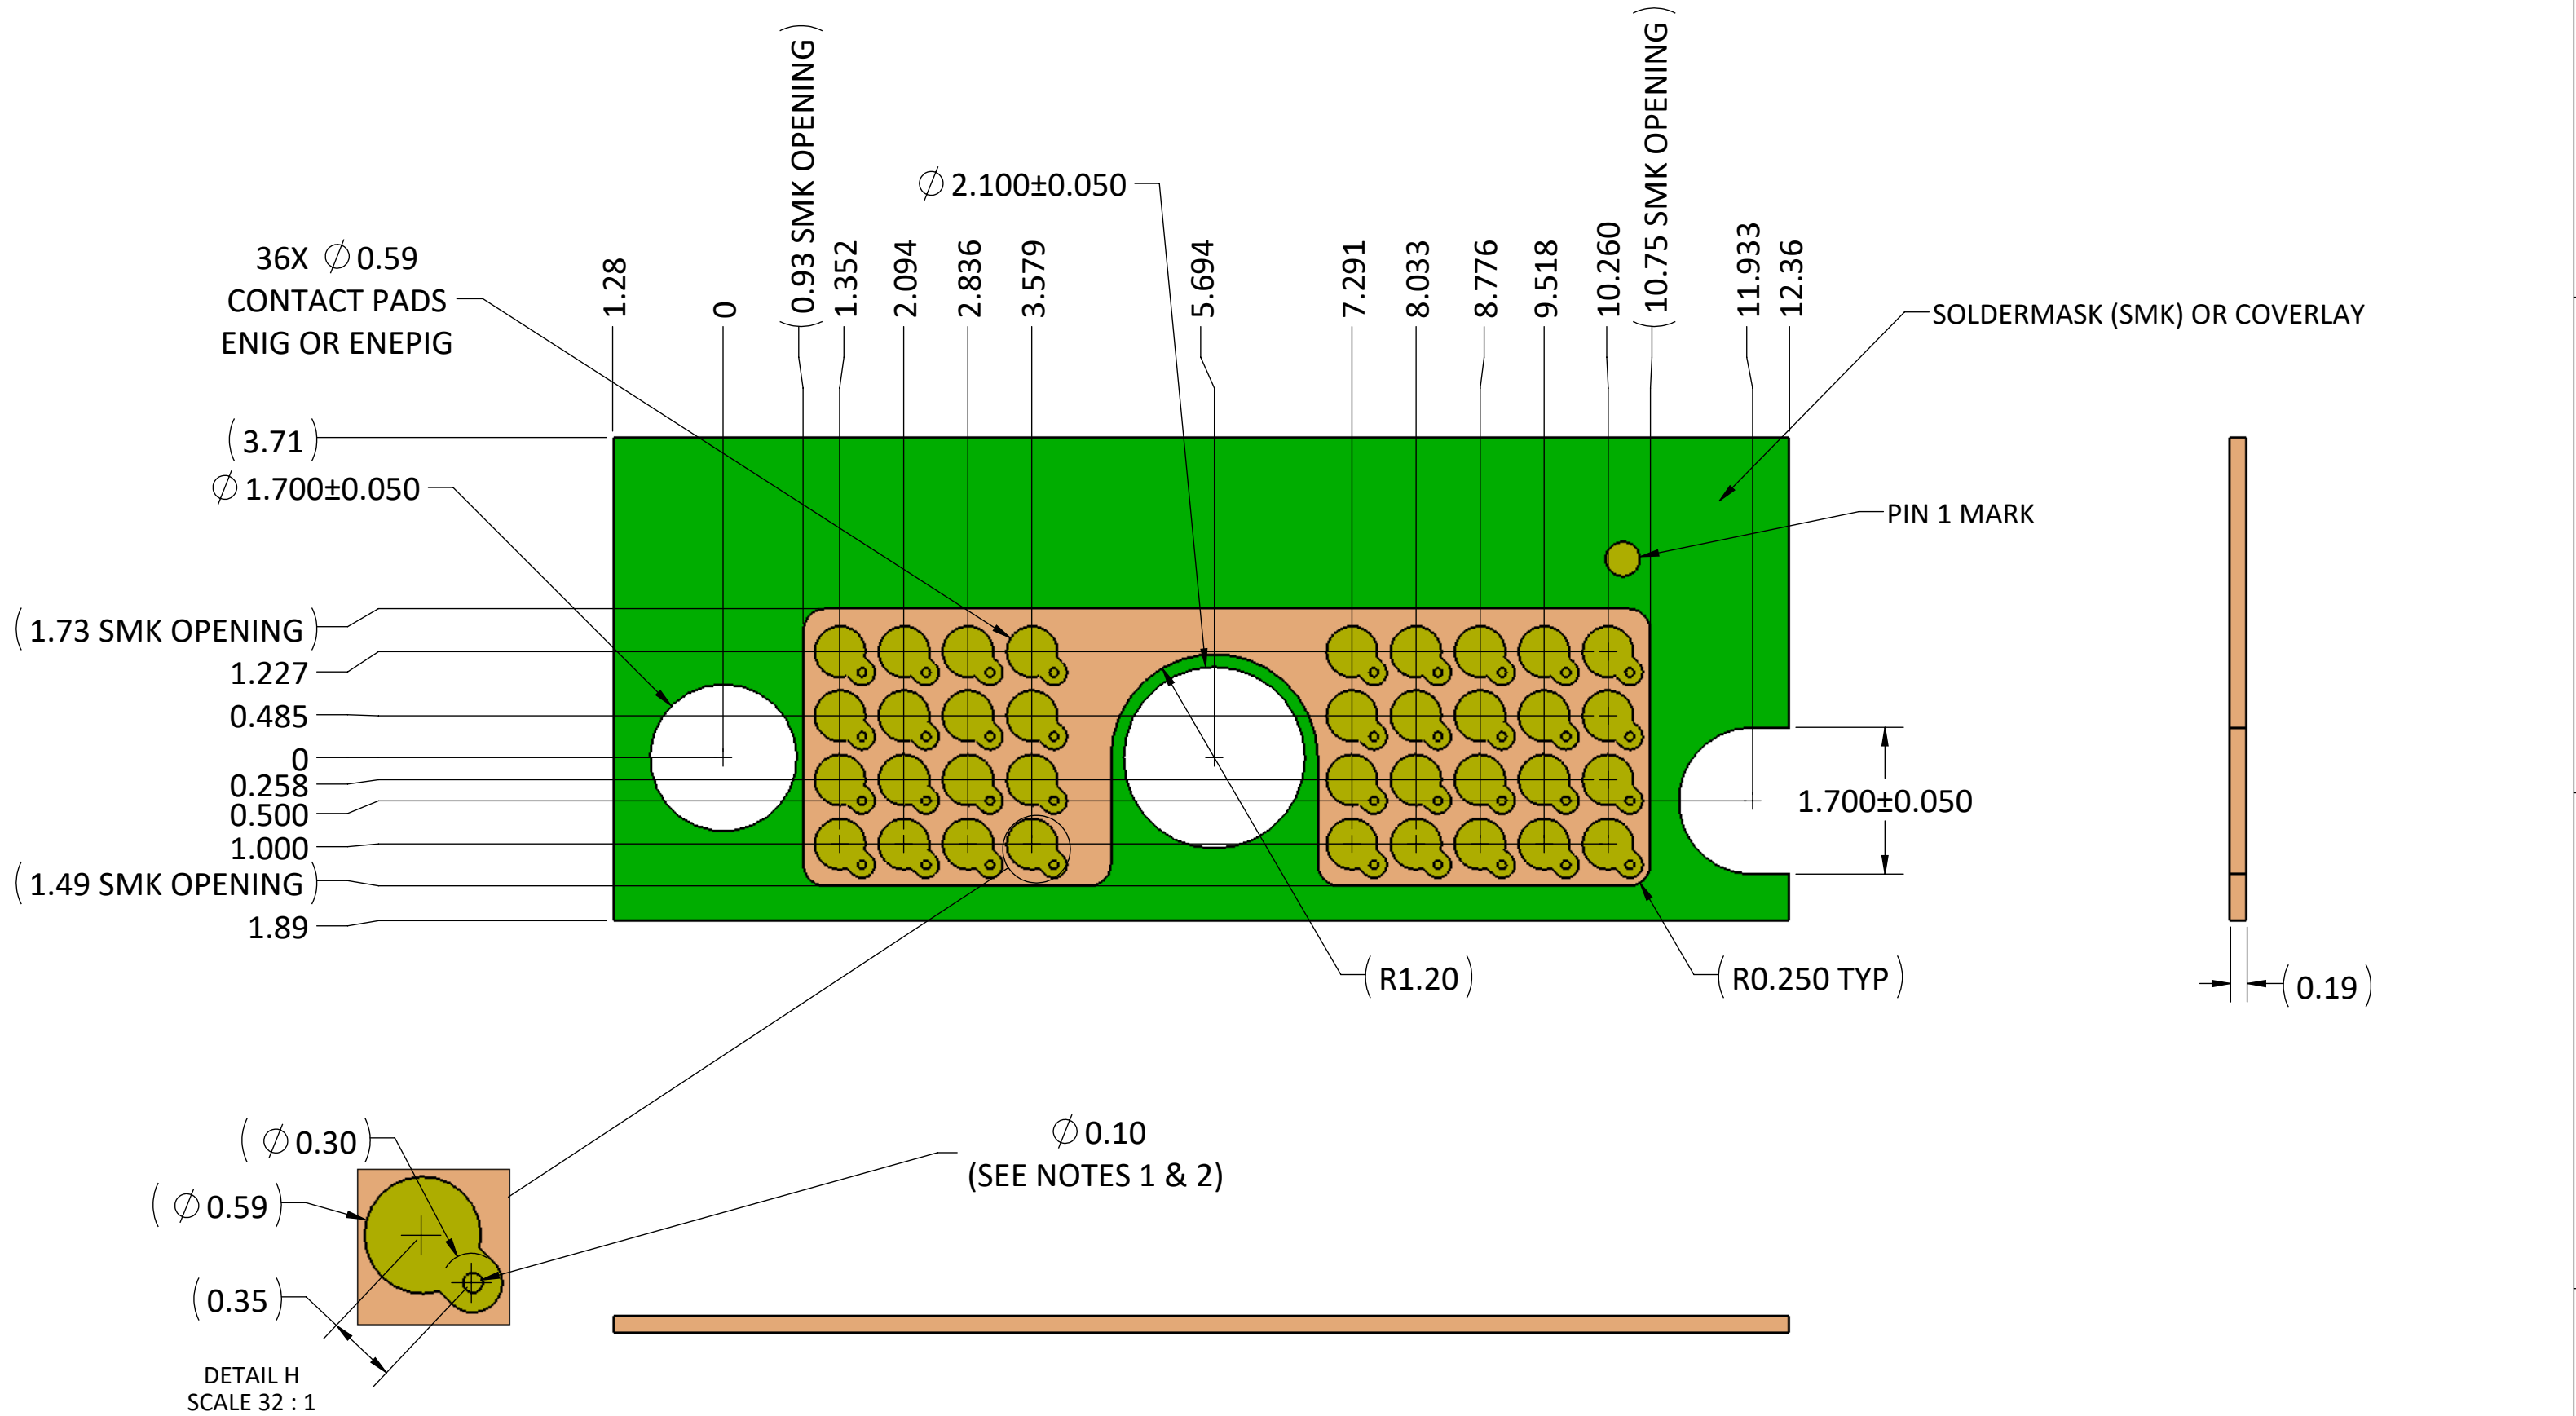 (0.93 SMK OPENING)
(10.75 SMK OPENING)
⌀ 2.100±0.050
36X ⌀ 0.59
CONTACT PADS
ENIG OR ENEPIG
1.28
0
1.352
2.094
2.836
3.579
5.694
7.291
8.033
8.776
9.518
10.260
11.933
12.36
SOLDERMASK (SMK) OR COVERLAY
(3.71)
⌀ 1.700±0.050
PIN 1 MARK
(1.73 SMK OPENING)
1.227
0.485
0
0.258
0.500
1.000
(1.49 SMK OPENING)
1.89
1.700±0.050
(R1.20)
(R0.250 TYP)
(0.19)
(⌀ 0.30)
(⌀ 0.59)
(0.35)
⌀ 0.10
(SEE NOTES 1 & 2)
DETAIL H
SCALE 32 : 1